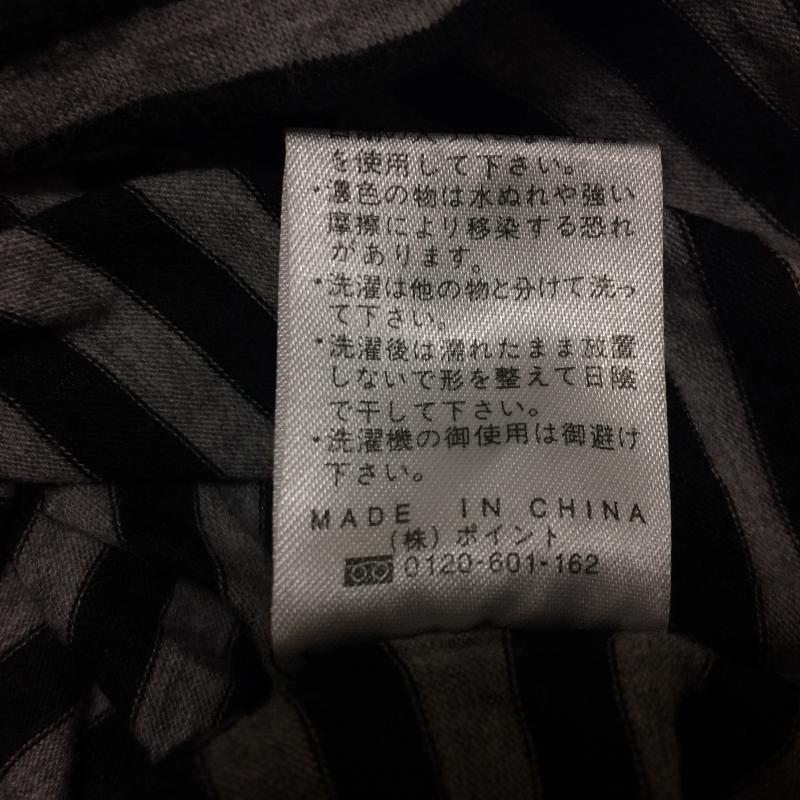 を使用して下さい。
・濃色の物は水ぬれや強い
摩擦により移染する恐れ
があります。
・洗濯は他の物と分けて洗っ
て下さい。
・洗濯後は濡れたまま放置
しないで形を整えて日陰
で干して下さい。
・洗濯機の御使用は御避け
下さい。
MADE IN CHINA
(株)ポイント
0120-601-162